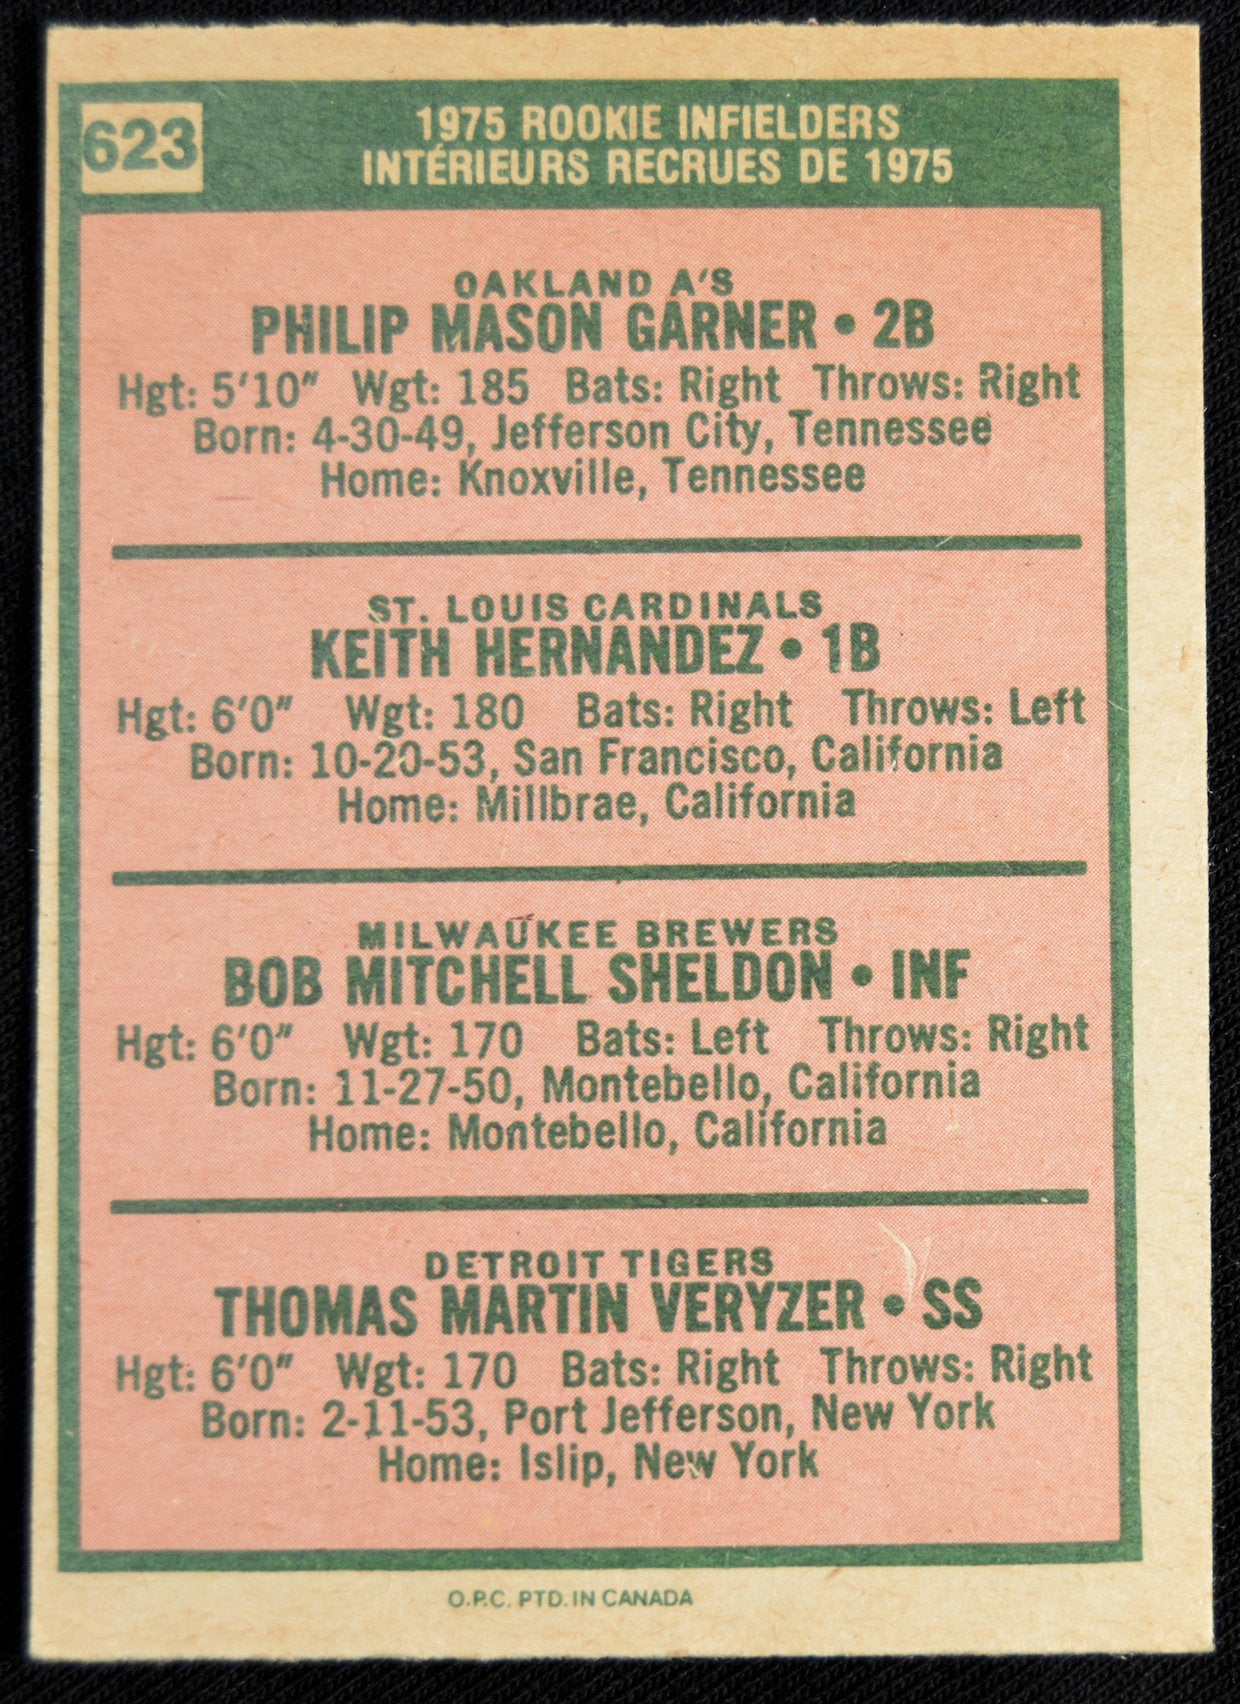 623
1975 ROOKIE INFIELDERS
INTÉRIEURS RECRUES DE 1975
OAKLAND A'S
PHILIP MASON GARNER • 2B
Hgt: 5'10" Wgt: 185 Bats: Right Throws: Right
Born: 4-30-49, Jefferson City, Tennessee
Home: Knoxville, Tennessee
ST. LOUIS CARDINALS
KEITH HERNANDEZ • 1B
Hgt: 6'0" Wgt: 180 Bats: Right Throws: Left
Born: 10-20-53, San Francisco, California
Home: Millbrae, California
MILWAUKEE BREWERS
BOB MITCHELL SHELDON • INF
Hgt: 6'0" Wgt: 170 Bats: Left Throws: Right
Born: 11-27-50, Montebello, California
Home: Montebello, California
DETROIT TIGERS
THOMAS MARTIN VERYZER • SS
Hgt: 6'0" Wgt: 170 Bats: Right Throws: Right
Born: 2-11-53, Port Jefferson, New York
Home: Islip, New York
O.P.C. PTD. IN CANADA